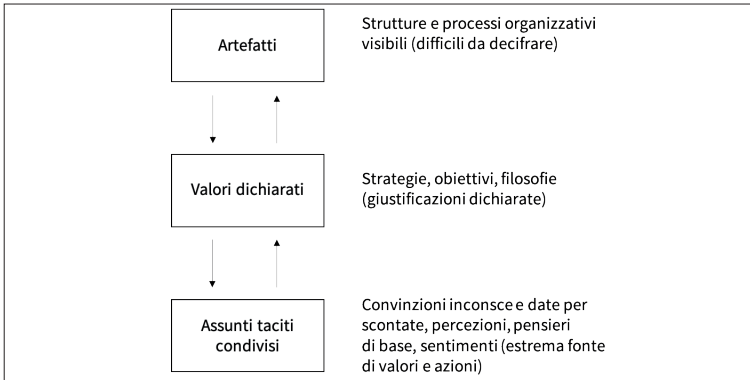 Artefatti
Strutture e processi organizzativi
visibili (difficili da decifrare)
Valori dichiarati
Strategie, obiettivi, filosofie
(giustificazioni dichiarate)
Assunti taciti
condivisi
Convinzioni inconsce e date per
scontate, percezioni, pensieri
di base, sentimenti (estrema fonte
di valori e azioni)